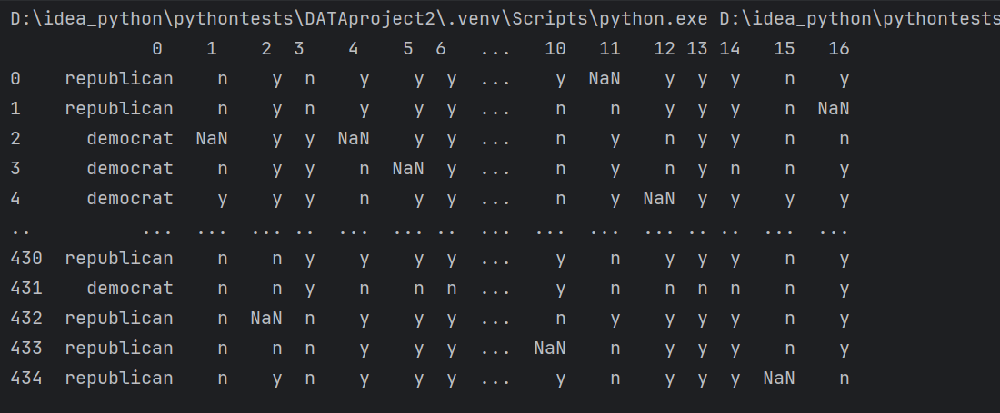 D:\idea_python\pythontests\DATAproject2\.venv\Scripts\python.exe D:\idea_python\pythontests
0 1 2 3 4 5 6 ... 10 11 12 13 14 15 16
0 republican n y n y y y ... y NaN y y y n y
1 republican n y n y y y ... n n y y y n NaN
2 democrat NaN y y NaN y y ... n y n y y n n
3 democrat n y y n NaN y ... n y n y n n y
4 democrat y y y n y y ... n y NaN y y y y
.. ... ... ... .. ... ... .. ... ... ... ... .. .. ... ...
430 republican n n y y y y ... y n y y y n y
431 democrat n n y n n n ... y n n n n n y
432 republican n NaN n y y y ... n y y y y n y
433 republican n n n y y y ... NaN n y y y n y
434 republican n y n y y y ... y n y y y NaN n